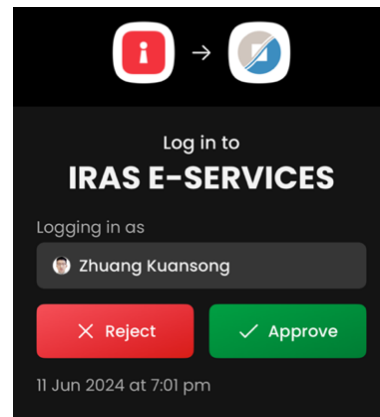 Log in to
IRAS E-SERVICES
Logging in as
Zhuang Kuansong
Reject
Approve
11 Jun 2024 at 7:01 pm